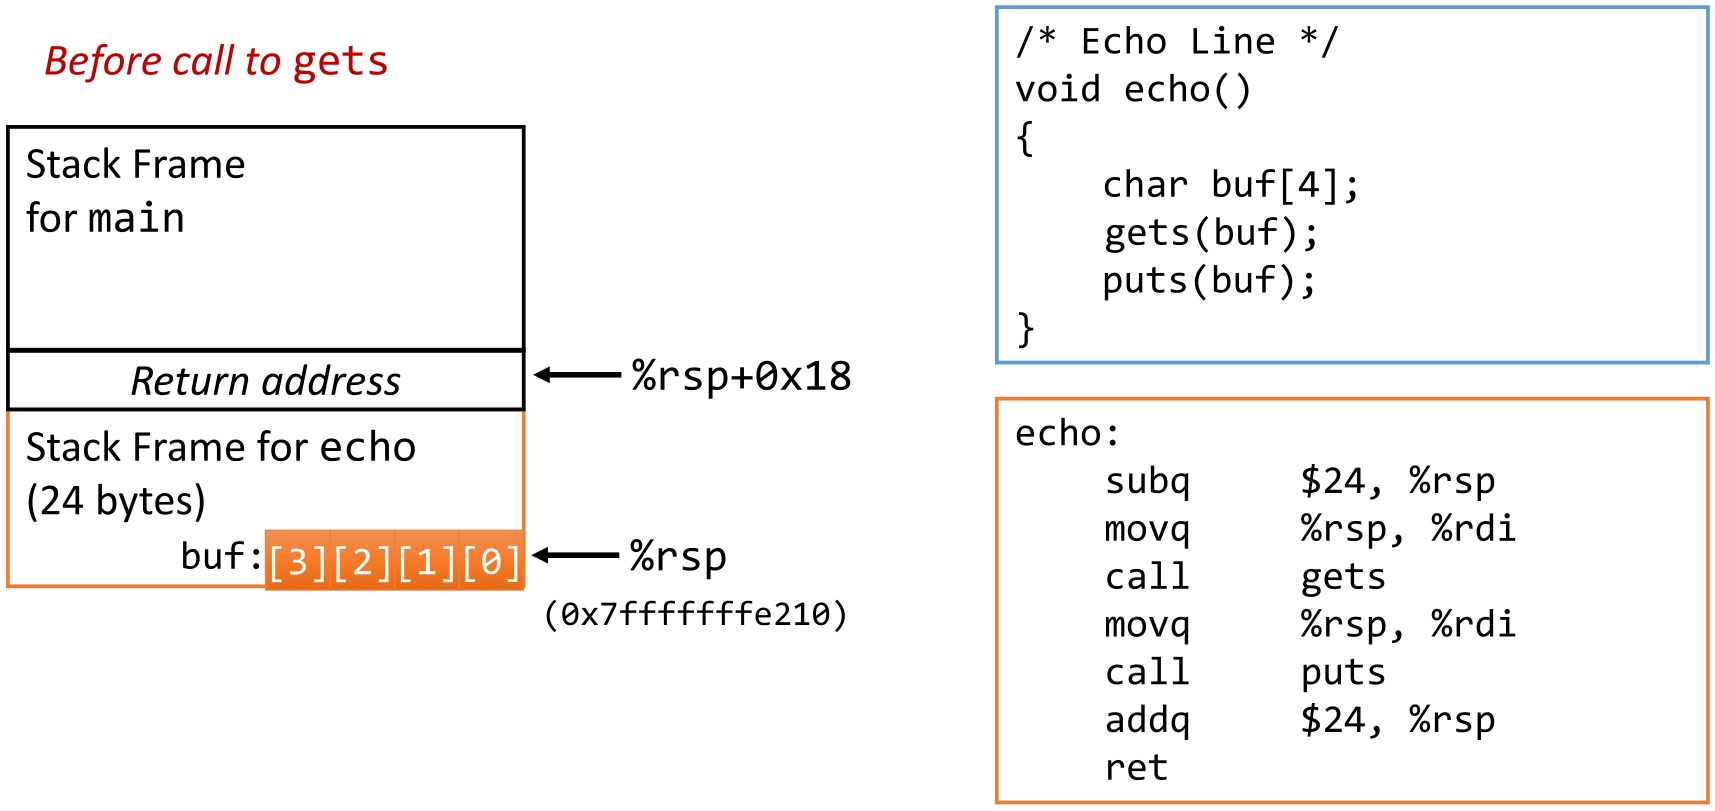 Before call to gets
Stack Frame
for main
Return address
%rsp+0x18
Stack Frame for echo
(24 bytes)
buf:[3][2][1][0]
%rsp
(0x7fffffffe210)
/* Echo Line */
void echo()
{
    char buf[4];
    gets(buf);
    puts(buf);
}
echo:
    subq     $24, %rsp
    movq     %rsp, %rdi
    call     gets
    movq     %rsp, %rdi
    call     puts
    addq     $24, %rsp
    ret